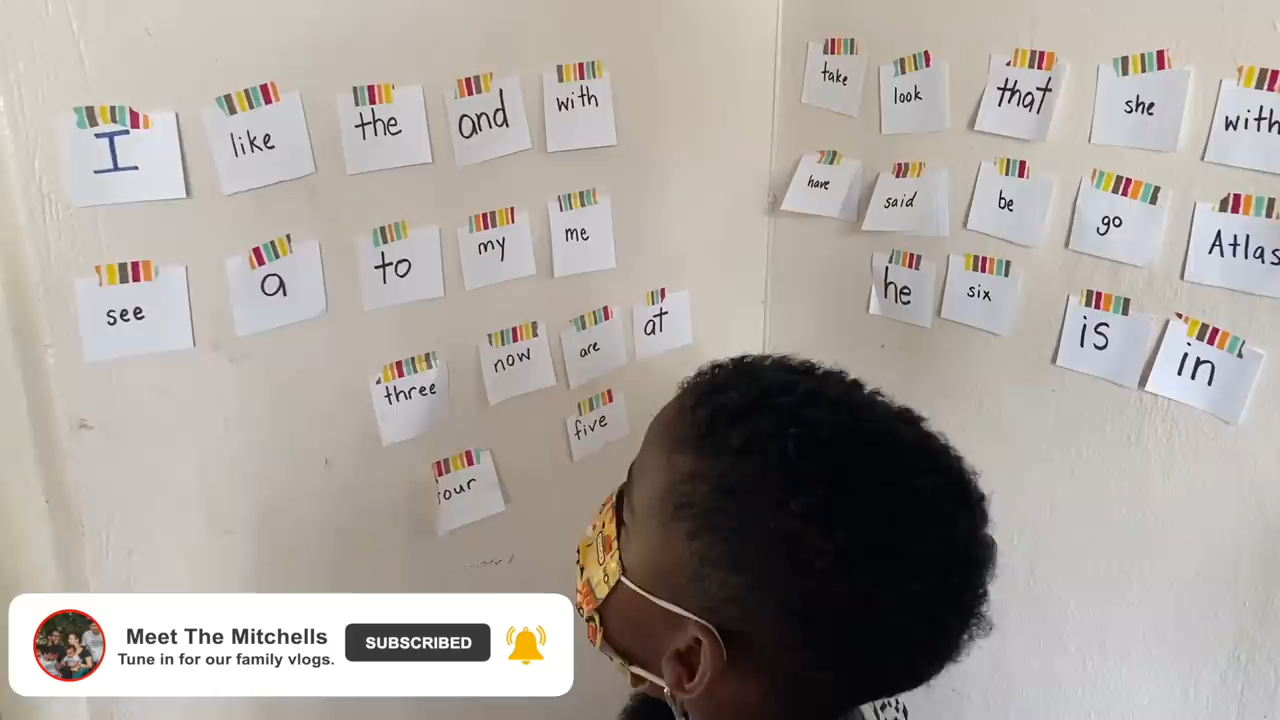 I like the and with
see a to my me
three now are at
five
our
take look that she with
have said be go Atlas
he six is in
Meet The Mitchells
Tune in for our family vlogs.
SUBSCRIBED